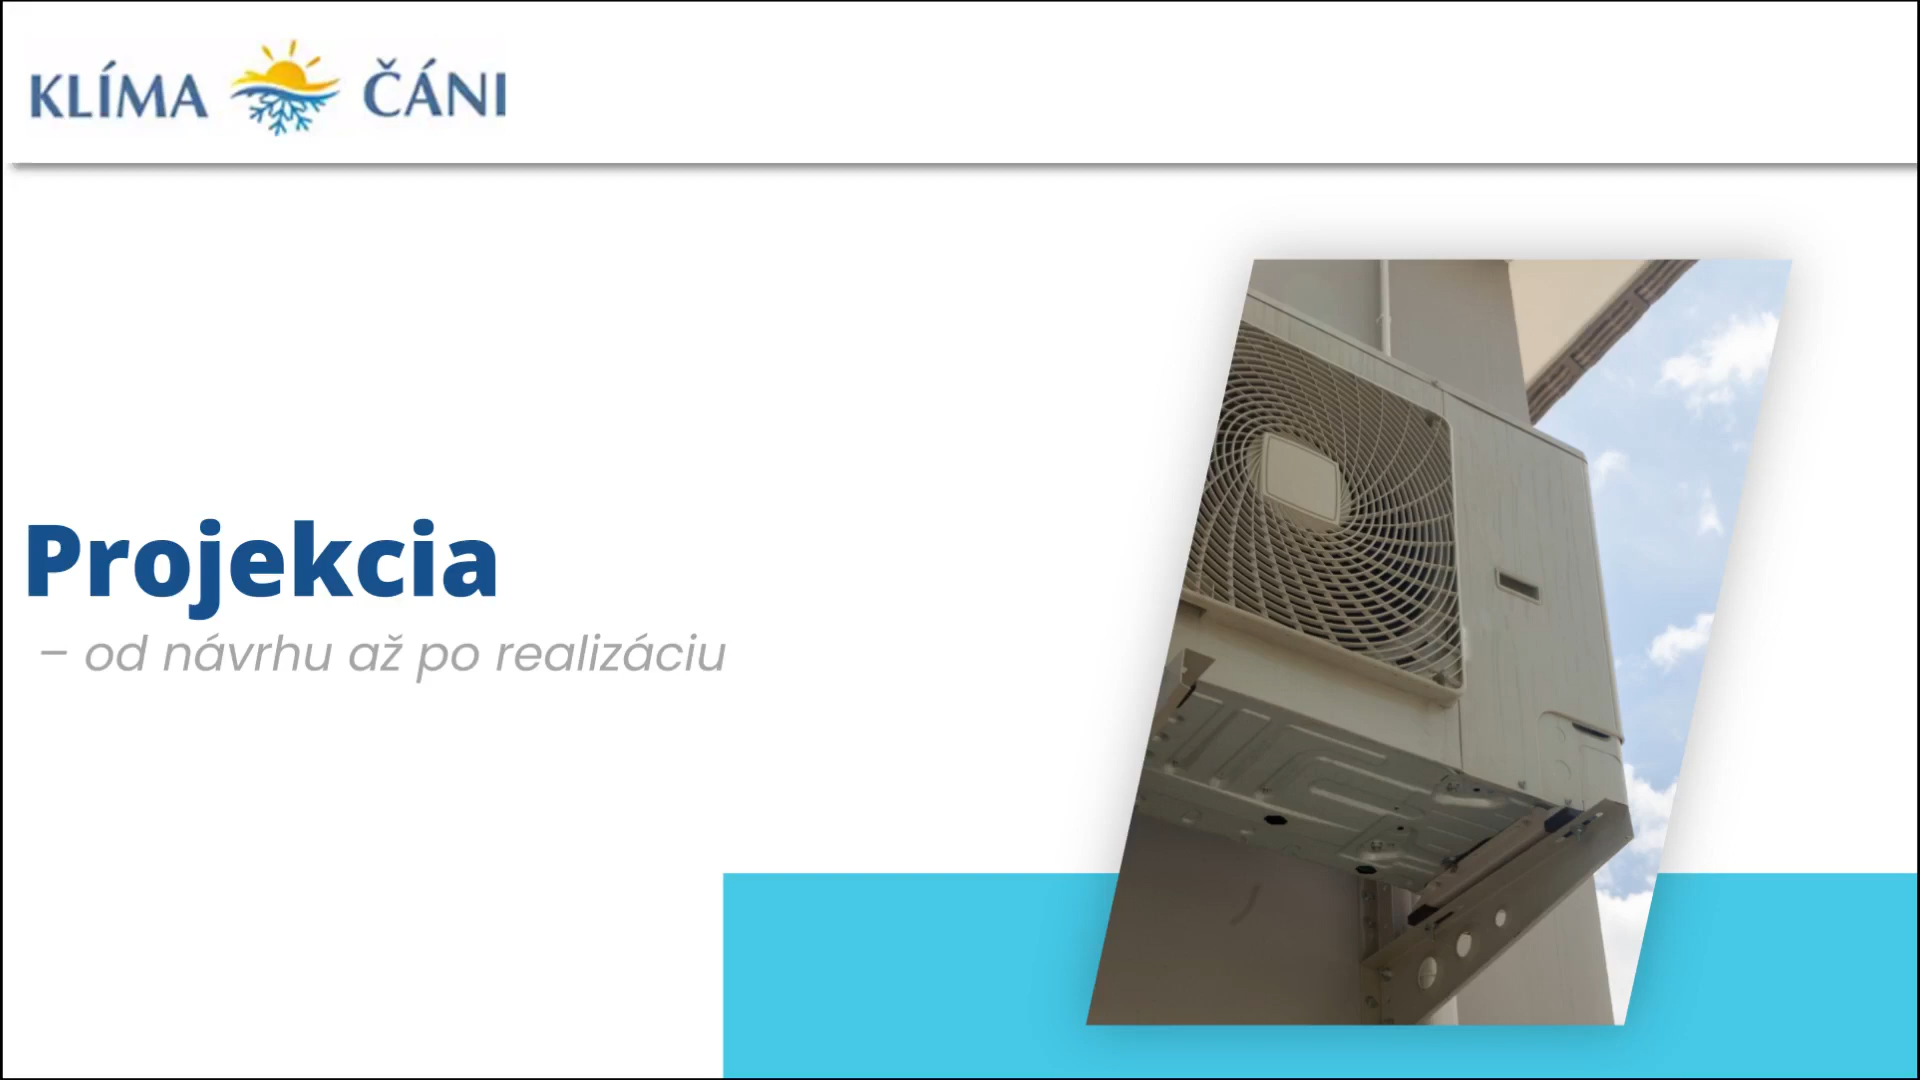 KLÍMA ČÁNI
Projekcia
– od návrhu až po realizáciu